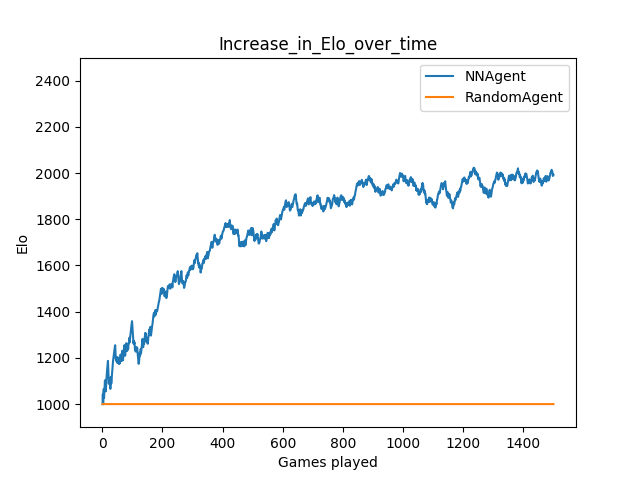 Increase_in_Elo_over_time
NNAgent
RandomAgent
2400
2200
2000
1800
1600
1400
1200
1000
Elo
0 200 400 600 800 1000 1200 1400
Games played